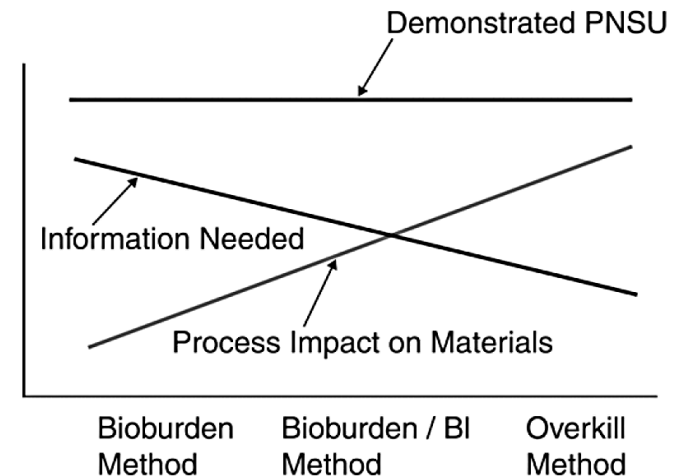 Demonstrated PNSU
Information Needed
Process Impact on Materials
Bioburden
Method
Bioburden / BI
Method
Overkill
Method